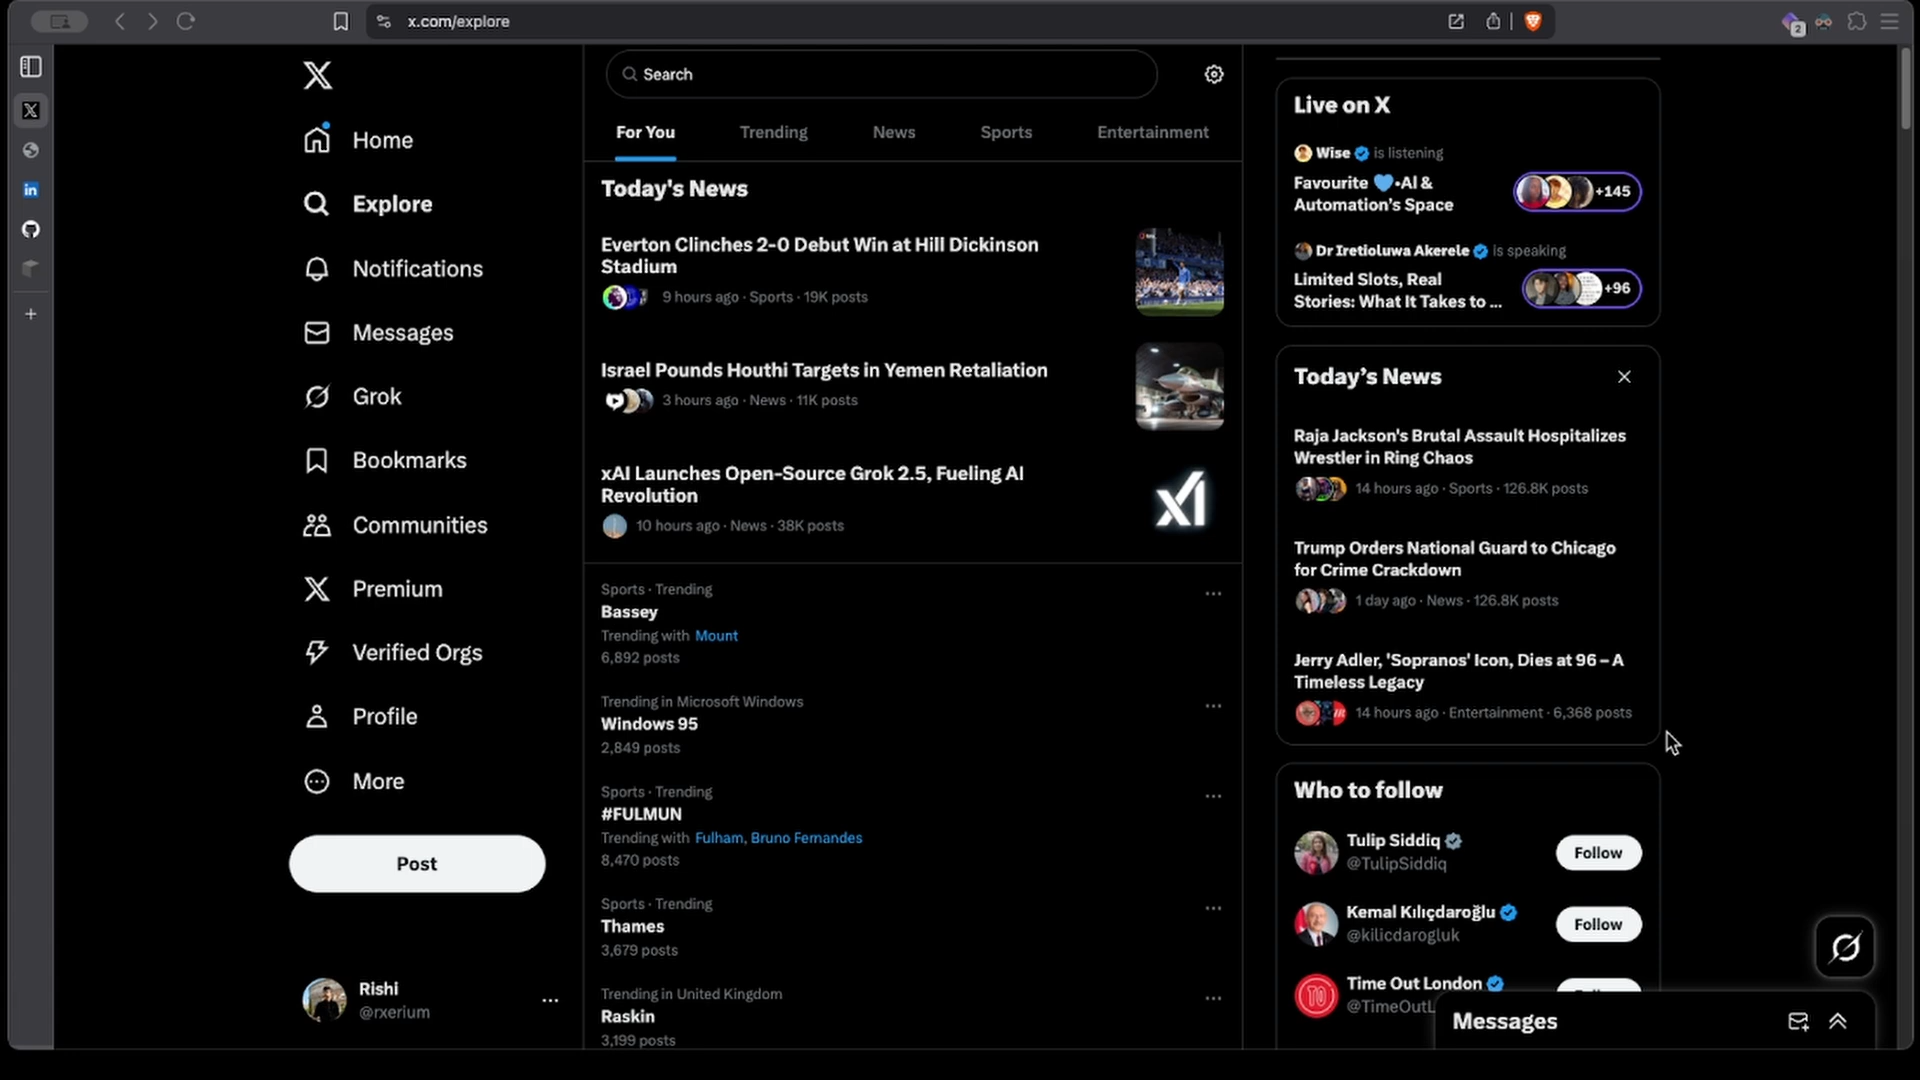 x.com/explore
2
Home
Explore
Notifications
Messages
Grok
Bookmarks
Communities
Premium
Verified Orgs
Profile
More
Post
Rishi
@rxerium
Search
For You
Trending
News
Sports
Entertainment
Today's News
Everton Clinches 2-0 Debut Win at Hill Dickinson
Stadium
9 hours ago · Sports · 19K posts
Israel Pounds Houthi Targets in Yemen Retaliation
3 hours ago · News · 11K posts
xAI Launches Open-Source Grok 2.5, Fueling AI
Revolution
10 hours ago · News · 38K posts
Sports · Trending
Bassey
Trending with Mount
6,892 posts
Trending in Microsoft Windows
Windows 95
2,849 posts
Sports · Trending
#FULMUN
Trending with Fulham, Bruno Fernandes
8,470 posts
Sports · Trending
Thames
3,679 posts
Trending in United Kingdom
Raskin
3,199 posts
Live on X
Wise is listening
Favourite 🩵•AI &
Automation's Space
+145
Dr Iretioluwa Akerele is speaking
Limited Slots, Real
Stories: What It Takes to ...
+96
Today's News
Raja Jackson's Brutal Assault Hospitalizes
Wrestler in Ring Chaos
14 hours ago · Sports · 126.8K posts
Trump Orders National Guard to Chicago
for Crime Crackdown
1 day ago · News · 126.8K posts
Jerry Adler, 'Sopranos' Icon, Dies at 96 – A
Timeless Legacy
14 hours ago · Entertainment · 6,368 posts
Who to follow
Tulip Siddiq
@TulipSiddiq
Follow
Kemal Kılıçdaroğlu
@kilicdarogluk
Follow
Time Out London
@TimeOutL
Messages